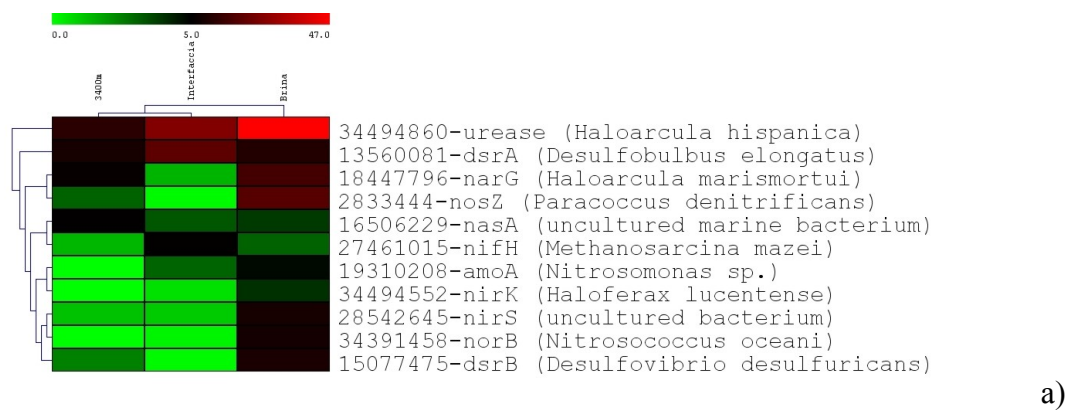 0.0 5.0 47.0
3400m Interfaccia Brina
34494860-urease (Haloarcula hispanica)
13560081-dsrA (Desulfobulbus elongatus)
18447796-narG (Haloarcula marismortui)
2833444-nosZ (Paracoccus denitrificans)
16506229-nasA (uncultured marine bacterium)
27461015-nifH (Methanosarcina mazei)
19310208-amoA (Nitrosomonas sp.)
34494552-nirK (Haloferax lucentense)
28542645-nirS (uncultured bacterium)
34391458-norB (Nitrosococcus oceani)
15077475-dsrB (Desulfovibrio desulfuricans)
a)